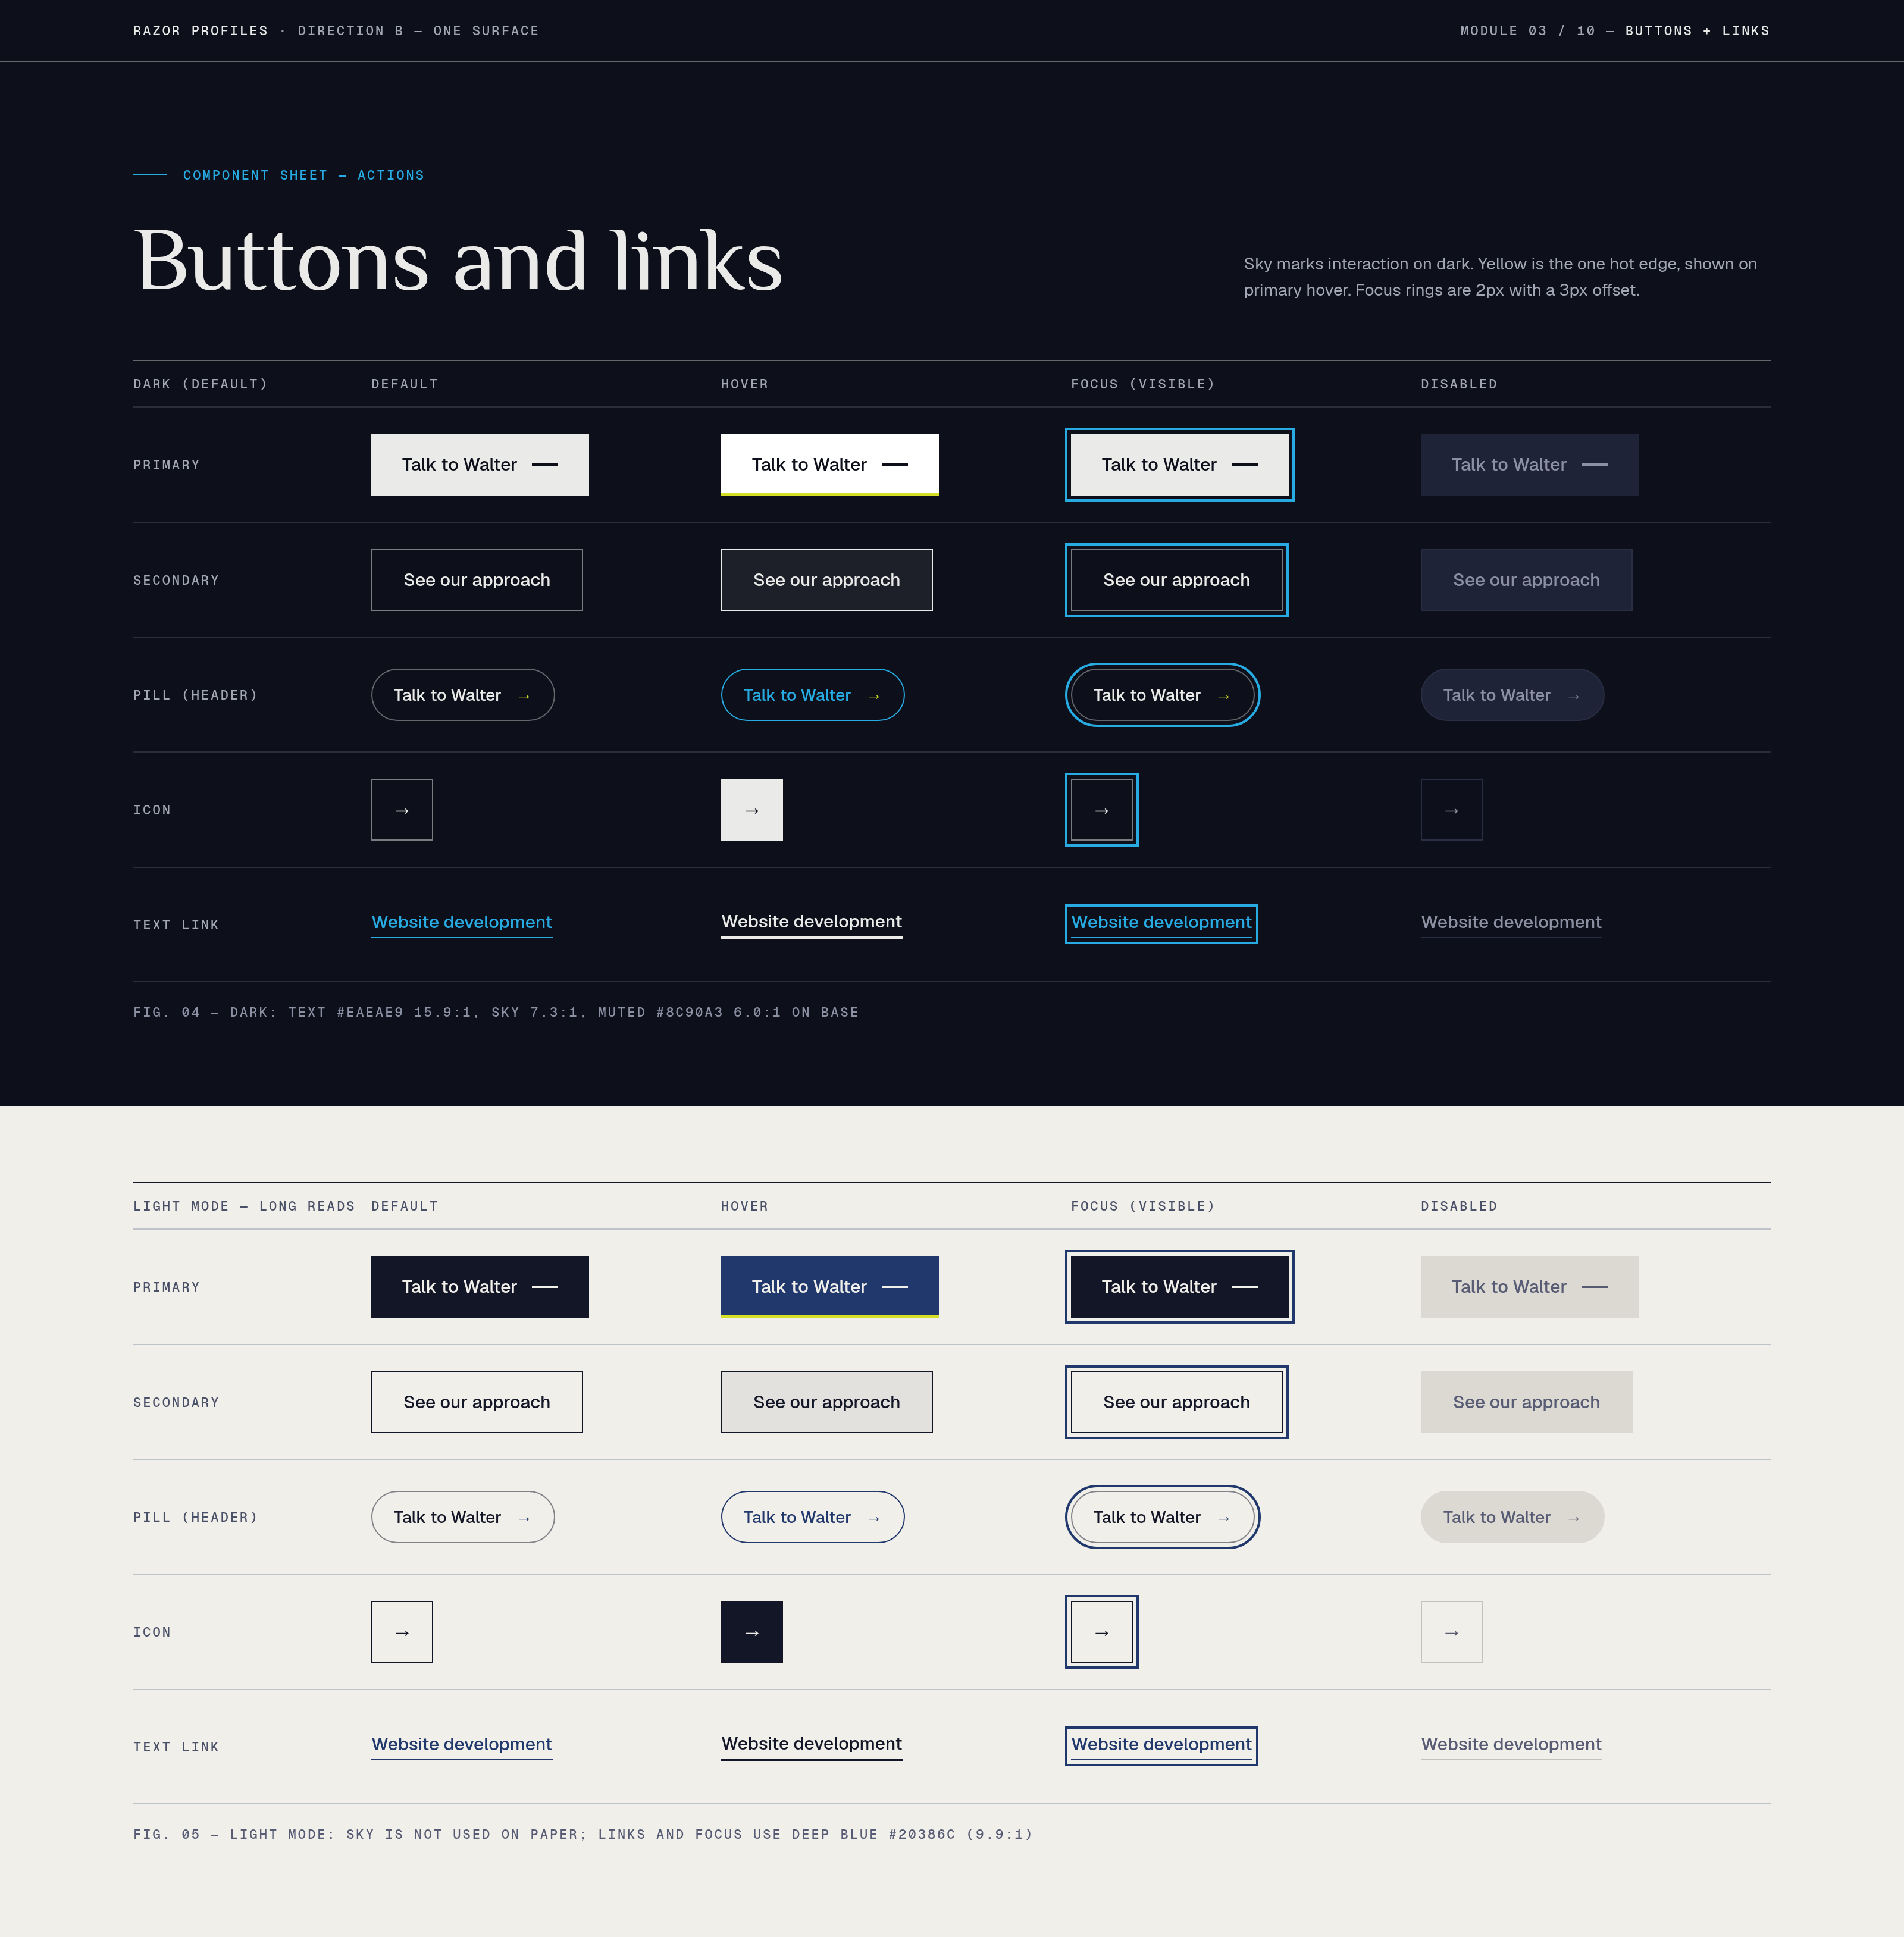 RAZOR PROFILES · DIRECTION B — ONE SURFACE
MODULE 03 / 10 — BUTTONS + LINKS
COMPONENT SHEET — ACTIONS
Buttons and links
Sky marks interaction on dark. Yellow is the one hot edge, shown on
primary hover. Focus rings are 2px with a 3px offset.
DARK (DEFAULT) DEFAULT HOVER FOCUS (VISIBLE) DISABLED
PRIMARY Talk to Walter — Talk to Walter — Talk to Walter — Talk to Walter —
SECONDARY See our approach See our approach See our approach See our approach
PILL (HEADER) Talk to Walter → Talk to Walter → Talk to Walter → Talk to Walter →
ICON → → → →
TEXT LINK Website development Website development Website development Website development
FIG. 04 — DARK: TEXT #EAEAE9 15.9:1, SKY 7.3:1, MUTED #8C90A3 6.0:1 ON BASE
LIGHT MODE — LONG READS DEFAULT HOVER FOCUS (VISIBLE) DISABLED
PRIMARY Talk to Walter — Talk to Walter — Talk to Walter — Talk to Walter —
SECONDARY See our approach See our approach See our approach See our approach
PILL (HEADER) Talk to Walter → Talk to Walter → Talk to Walter → Talk to Walter →
ICON → → → →
TEXT LINK Website development Website development Website development Website development
FIG. 05 — LIGHT MODE: SKY IS NOT USED ON PAPER; LINKS AND FOCUS USE DEEP BLUE #20386C (9.9:1)